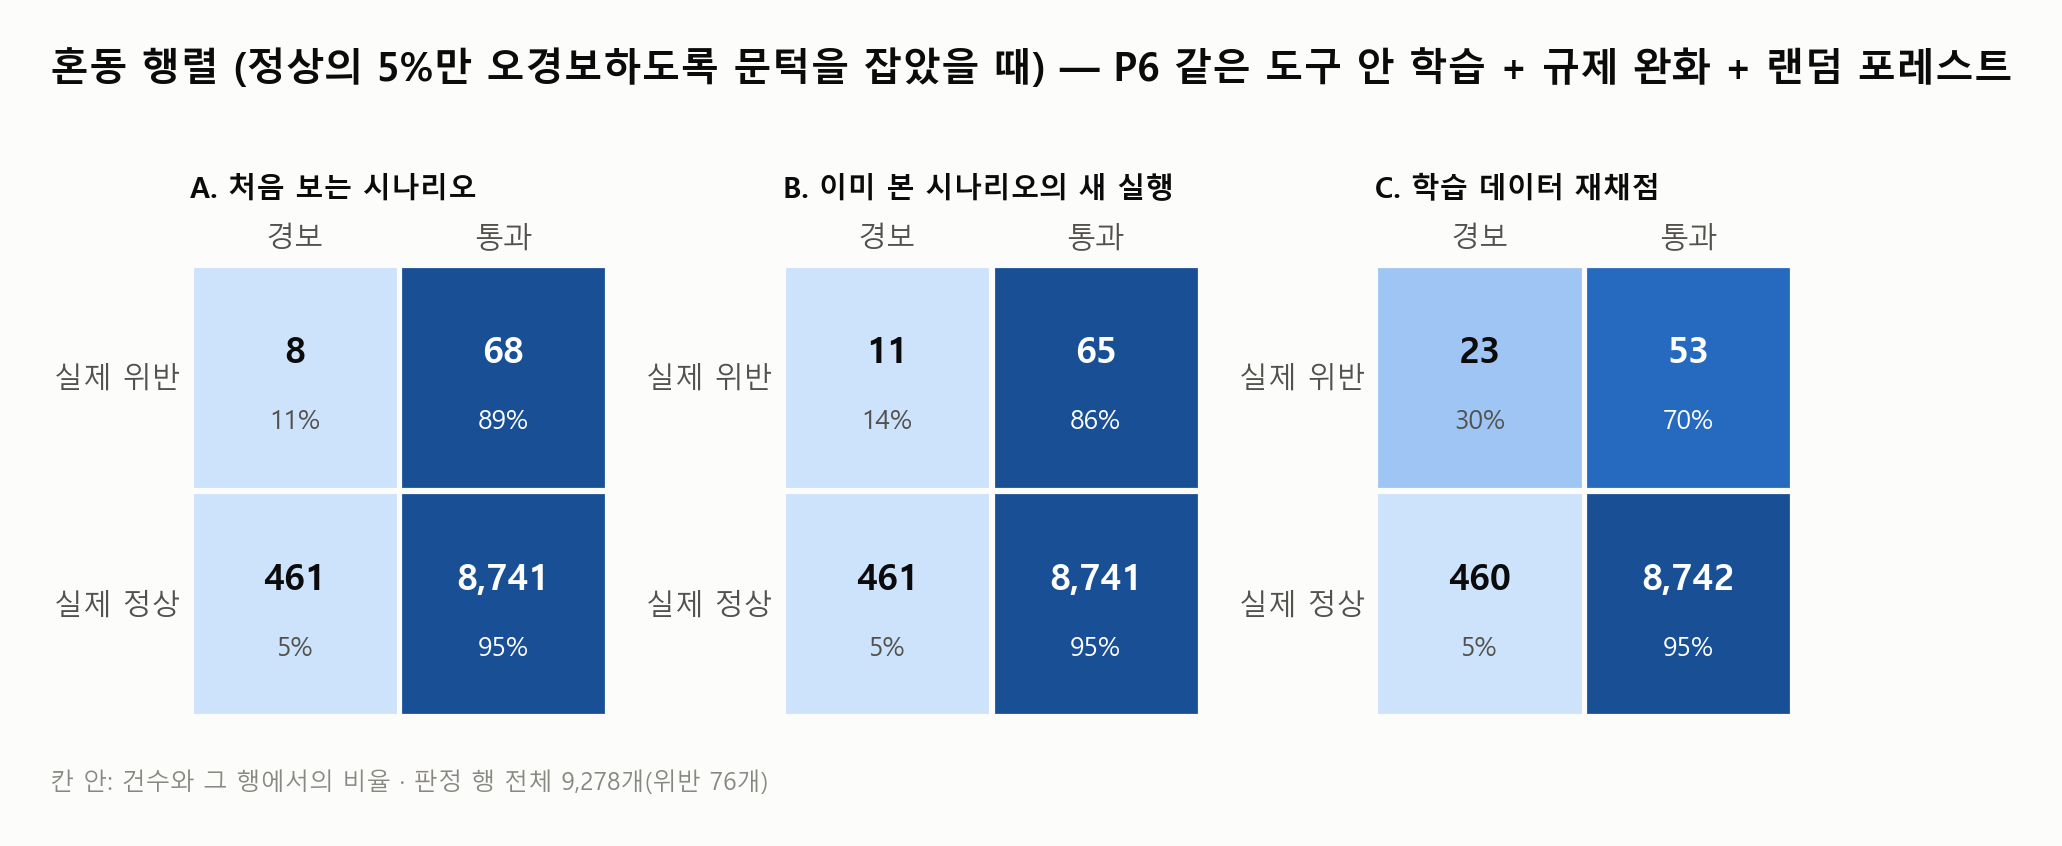 혼동 행렬 (정상의 5%만 오경보하도록 문턱을 잡았을 때) — P6 같은 도구 안 학습 + 규제 완화 + 랜덤 포레스트
A. 처음 보는 시나리오
경보 통과
실제 위반
8 68
11% 89%
실제 정상
461 8,741
5% 95%
B. 이미 본 시나리오의 새 실행
경보 통과
실제 위반
11 65
14% 86%
실제 정상
461 8,741
5% 95%
C. 학습 데이터 재채점
경보 통과
실제 위반
23 53
30% 70%
실제 정상
460 8,742
5% 95%
칸 안: 건수와 그 행에서의 비율 · 판정 행 전체 9,278개(위반 76개)